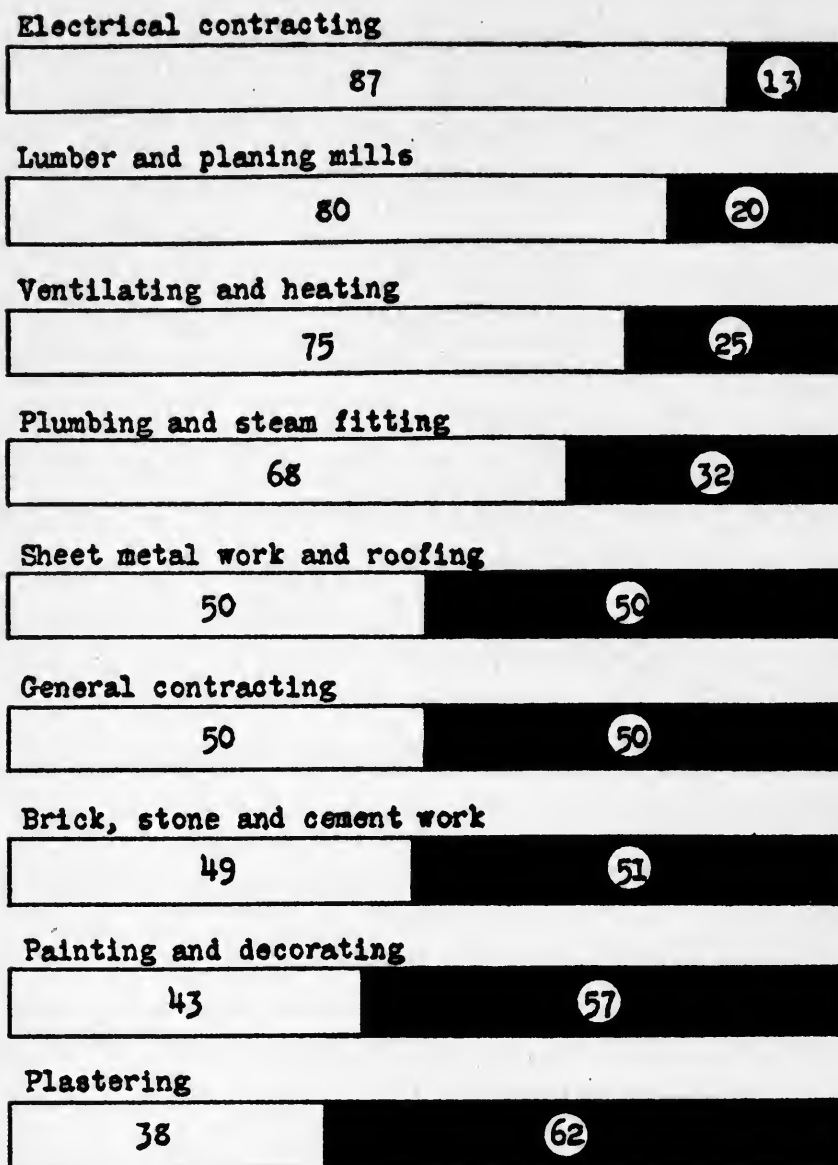 Electrical contracting
87 13
Lumber and planing mills
80 20
Ventilating and heating
75 25
Plumbing and steam fitting
68 32
Sheet metal work and roofing
50 50
General contracting
50 50
Brick, stone and cement work
49 51
Painting and decorating
43 57
Plastering
38 62